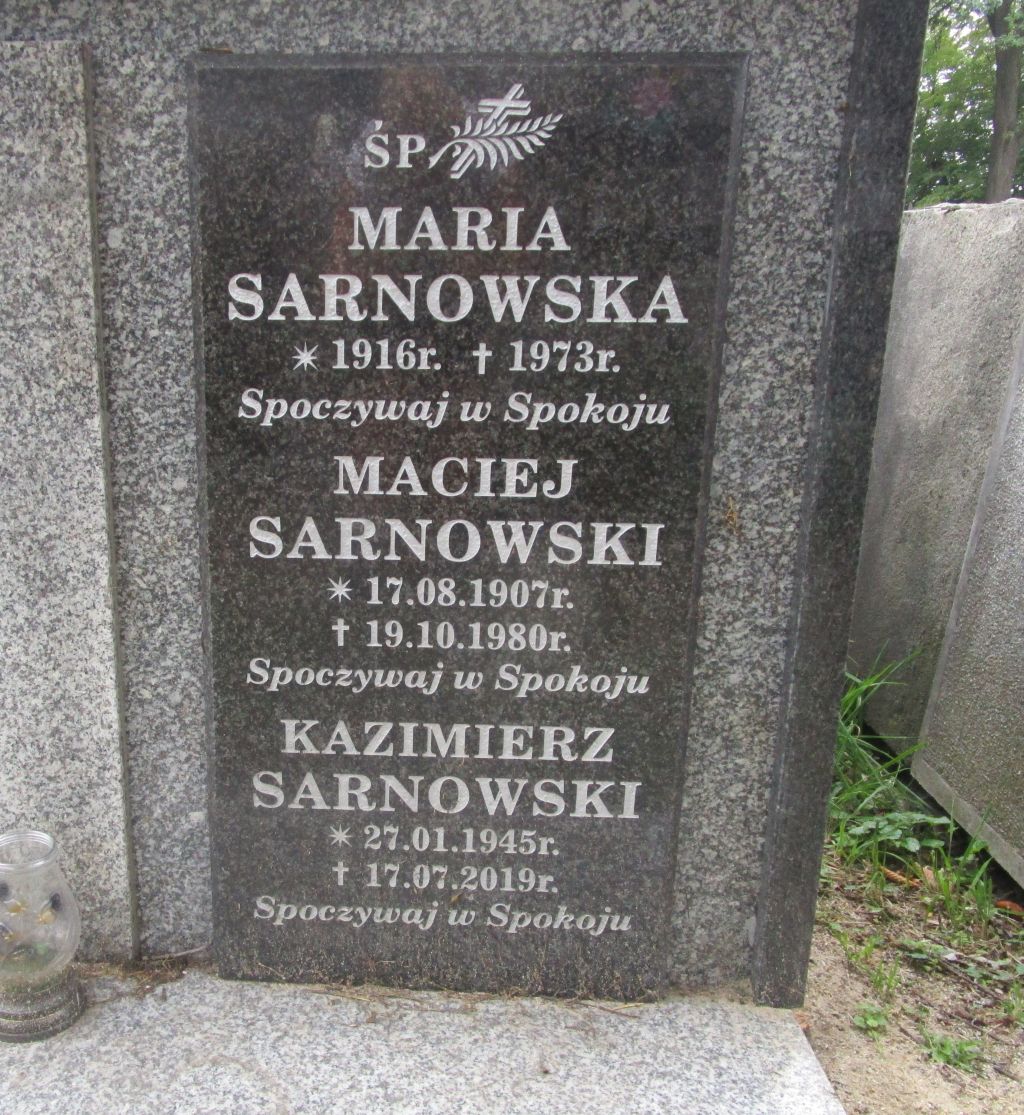 ŚP
MARIA
SARNOWSKA
✴ 1916r. ✝ 1973r.
Spoczywaj w Spokoju
MACIEJ
SARNOWSKI
✴ 17.08.1907r.
✝ 19.10.1980r.
Spoczywaj w Spokoju
KAZIMIERZ
SARNOWSKI
✴ 27.01.1945r.
✝ 17.07.2019r.
Spoczywaj w Spokoju